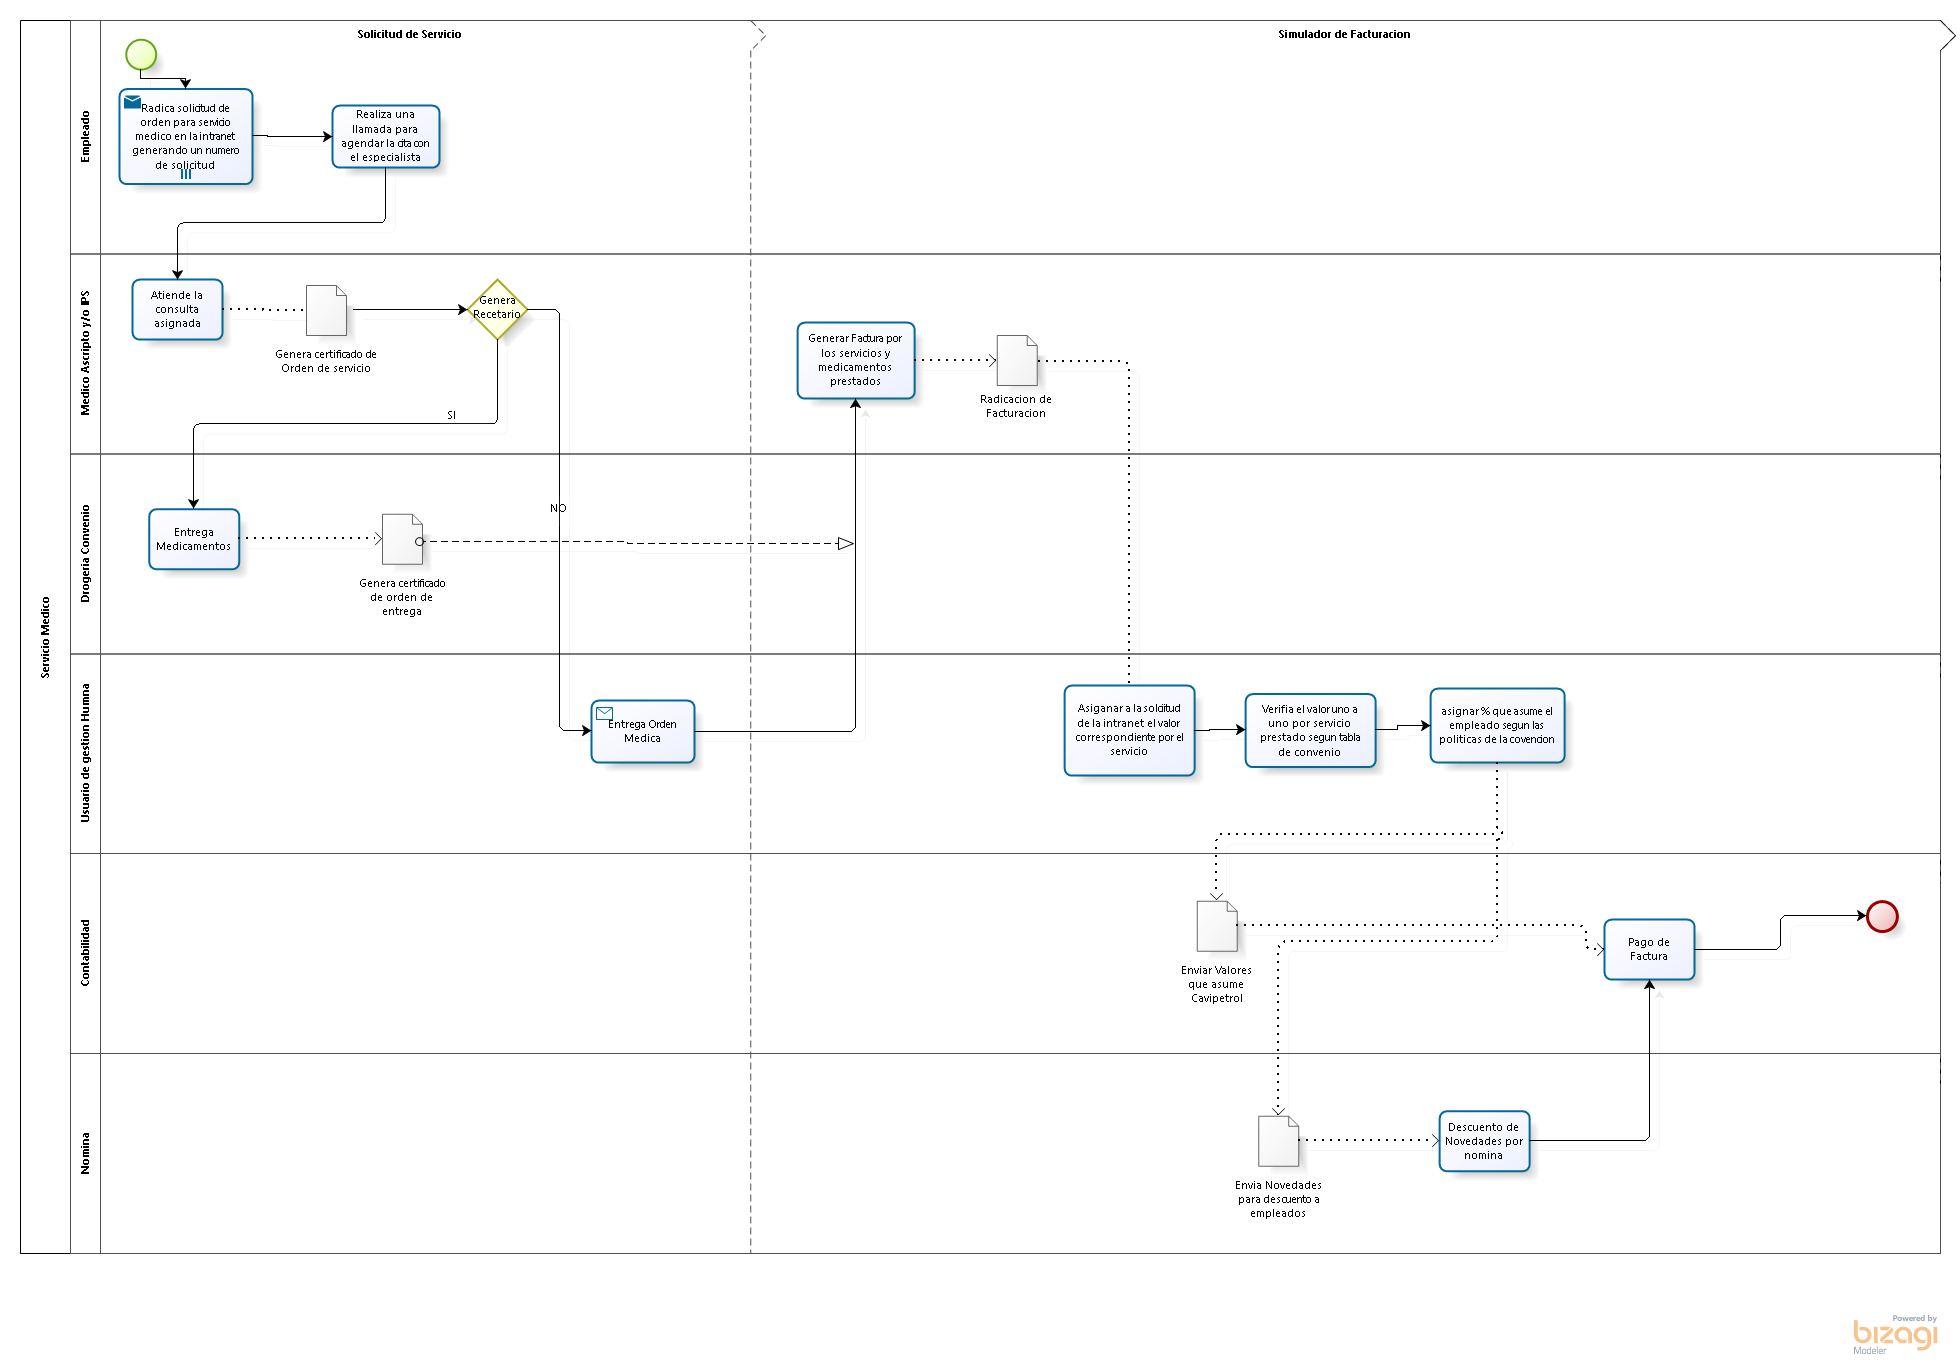 Solicitud de Servicio
Simulador de Facturacion
Servicio Medico
Empleado
Radica solicitud de
orden para servicio
medico en la intranet
generando un numero
de solicitud
Realiza una
llamada para
agendar la cita con
el especialista
Medico Ascripto y/o IPS
Atiende la
consulta
asignada
Genera certificado de
Orden de servicio
Genera
Recetario
SI
NO
Generar Factura por
los servicios y
medicamentos
prestados
Radicacion de
Facturacion
Drogeria Convenio
Entrega
Medicamentos
Genera certificado
de orden de
entrega
Usuario de gestion Humna
Entrega Orden
Medica
Asiganar a la solcitud
de la intranet el valor
correspondiente por el
servicio
Verifia el valor uno a
uno por servicio
prestado segun tabla
de convenio
asignar % que asume el
empleado segun las
politicas de la covencion
Contabilidad
Enviar Valores
que asume
Cavipetrol
Pago de
Factura
Nomina
Envia Novedades
para descuento a
empleados
Descuento de
Novedades por
nomina
Powered by
bizagi
Modeler